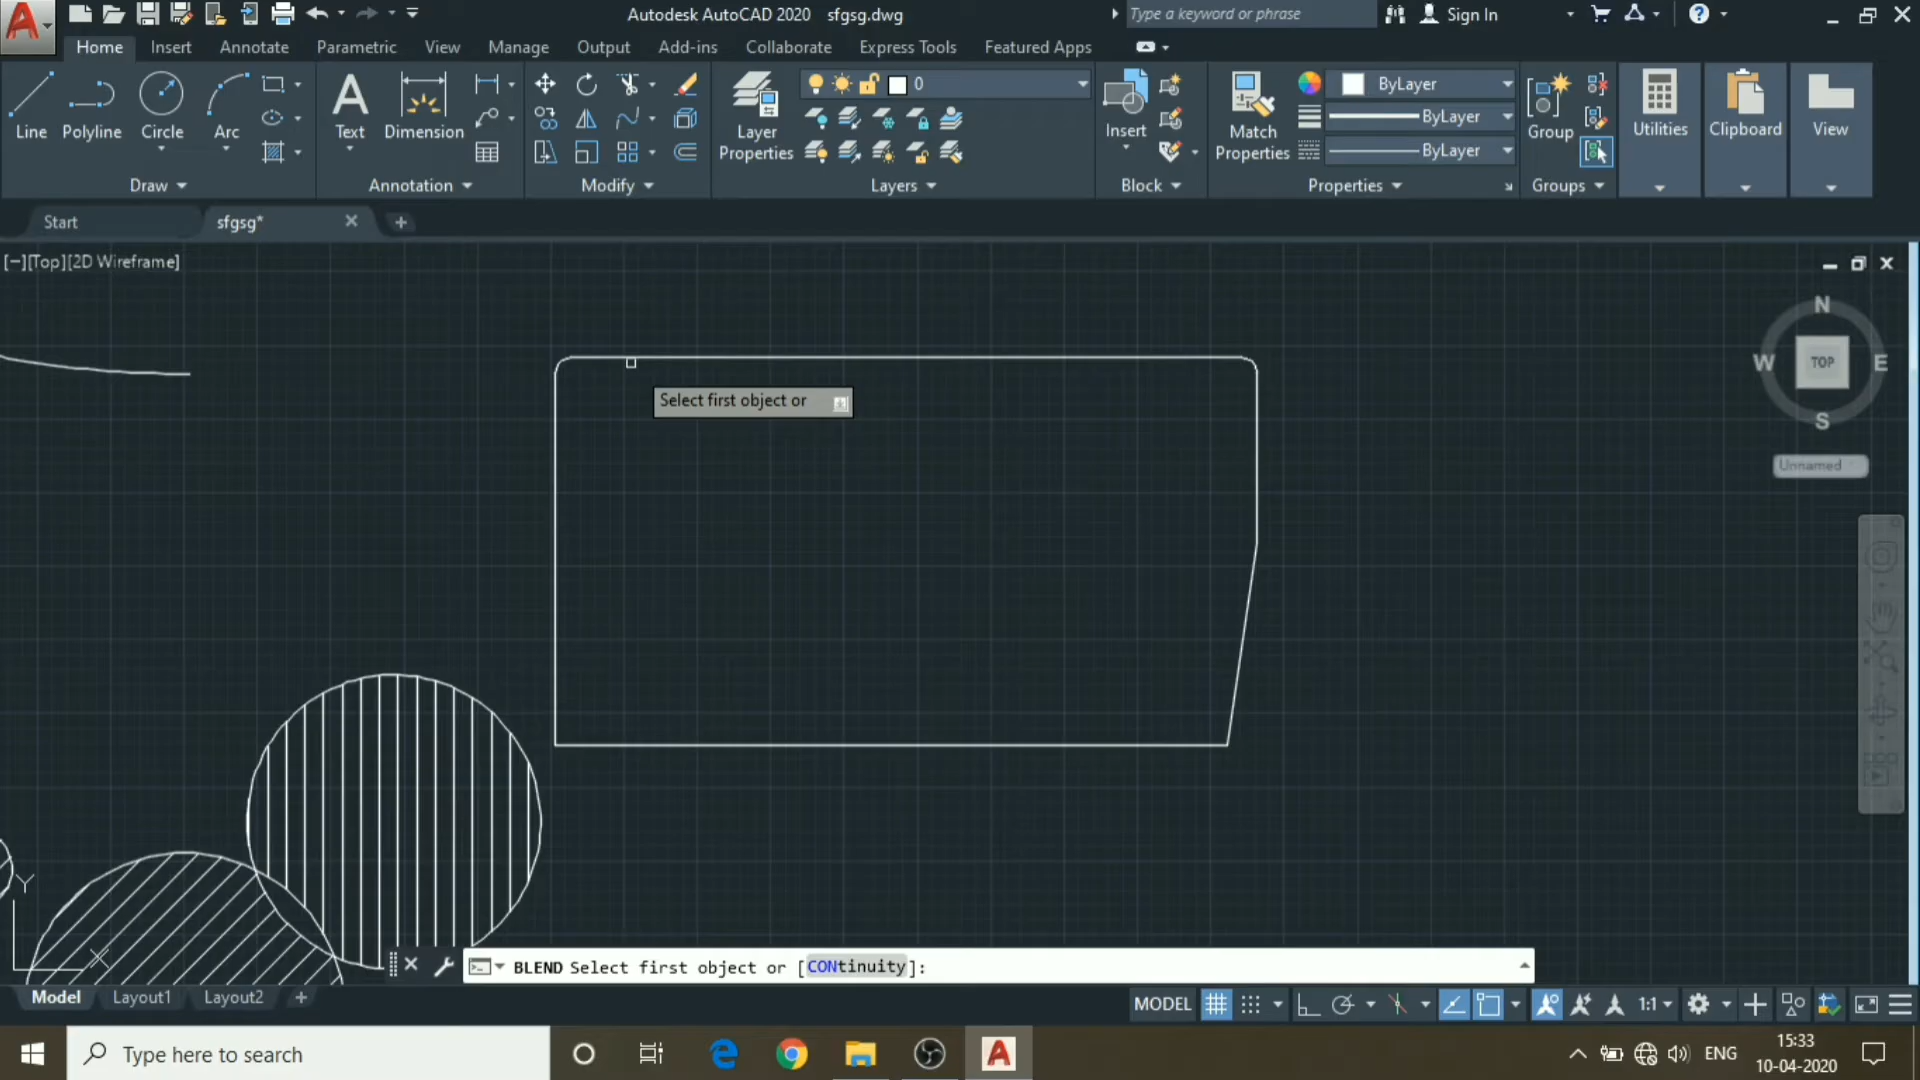 Autodesk AutoCAD 2020 sfgsg.dwg
Type a keyword or phrase
Sign In
Home Insert Annotate Parametric View Manage Output Add-ins Collaborate Express Tools Featured Apps
Line Polyline Circle Arc
Text Dimension
Layer Properties
0
Insert
Match Properties
ByLayer
ByLayer
ByLayer
Group
Utilities
Clipboard
View
Draw
Annotation
Modify
Layers
Block
Properties
Groups
Start
sfgsg*
[−][Top][2D Wireframe]
N
W TOP E
S
Unnamed
Select first object or
Y
X
BLEND Select first object or [CONtinuity]:
Model Layout1 Layout2
MODEL
1:1
Type here to search
ENG
15:33
10-04-2020